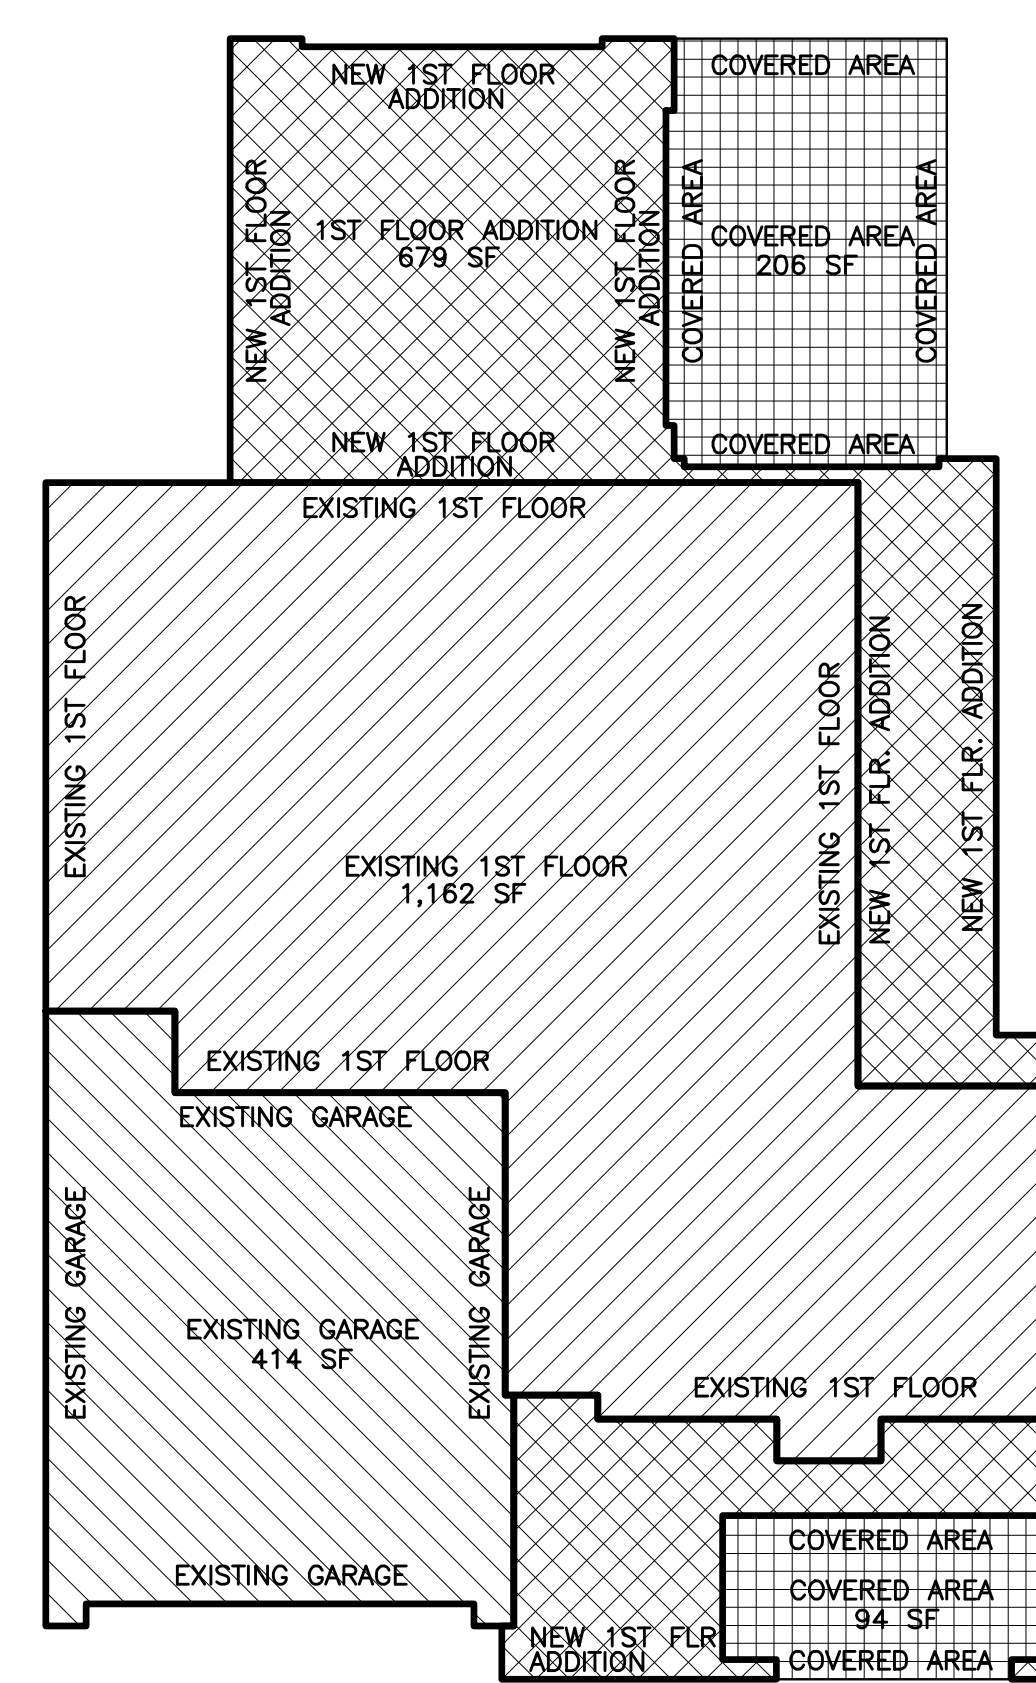 COVERED AREA
NEW 1ST FLOOR
ADDITION
NEW 1ST FLOOR
ADDITION
1ST FLOOR ADDITION
679 SF
NEW 1ST FLOOR
ADDITION
COVERED AREA
COVERED AREA
206 SF
COVERED AREA
NEW 1ST FLOOR
ADDITION
COVERED AREA
EXISTING 1ST FLOOR
EXISTING 1ST FLOOR
EXISTING 1ST FLOOR
1,162 SF
EXISTING 1ST FLOOR
NEW 1ST FLR. ADDITION
NEW 1ST FLR. ADDITION
EXISTING 1ST FLOOR
EXISTING GARAGE
EXISTING GARAGE
EXISTING GARAGE
414 SF
EXISTING GARAGE
EXISTING 1ST FLOOR
EXISTING GARAGE
COVERED AREA
COVERED AREA
94 SF
NEW 1ST FLR
ADDITION
COVERED AREA